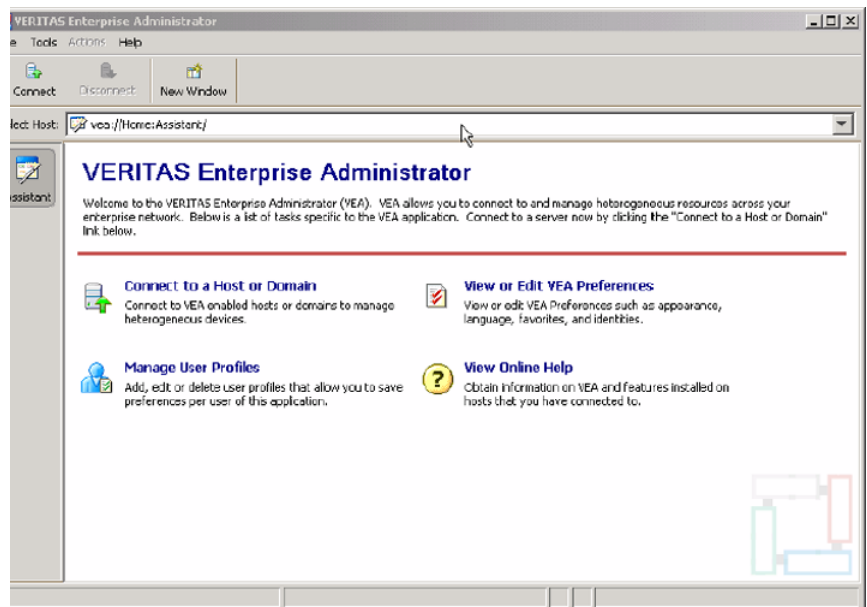 VERITAS Enterprise Administrator
e Tools Actions Help
Connect Disconnect New Window
lect Host: vea://Home:Assistant/
ssistant
VERITAS Enterprise Administrator
Welcome to the VERITAS Enterprise Administrator (VEA). VEA allows you to connect to and manage heterogeneous resources across your
enterprise network. Below is a list of tasks specific to the VEA application. Connect to a server now by clicking the "Connect to a Host or Domain"
link below.
Connect to a Host or Domain
Connect to VEA enabled hosts or domains to manage
heterogeneous devices.
View or Edit VEA Preferences
View or edit VEA Preferences such as appearance,
language, favorites, and identities.
Manage User Profiles
Add, edit or delete user profiles that allow you to save
preferences per user of this application.
View Online Help
Obtain information on VEA and features installed on
hosts that you have connected to.